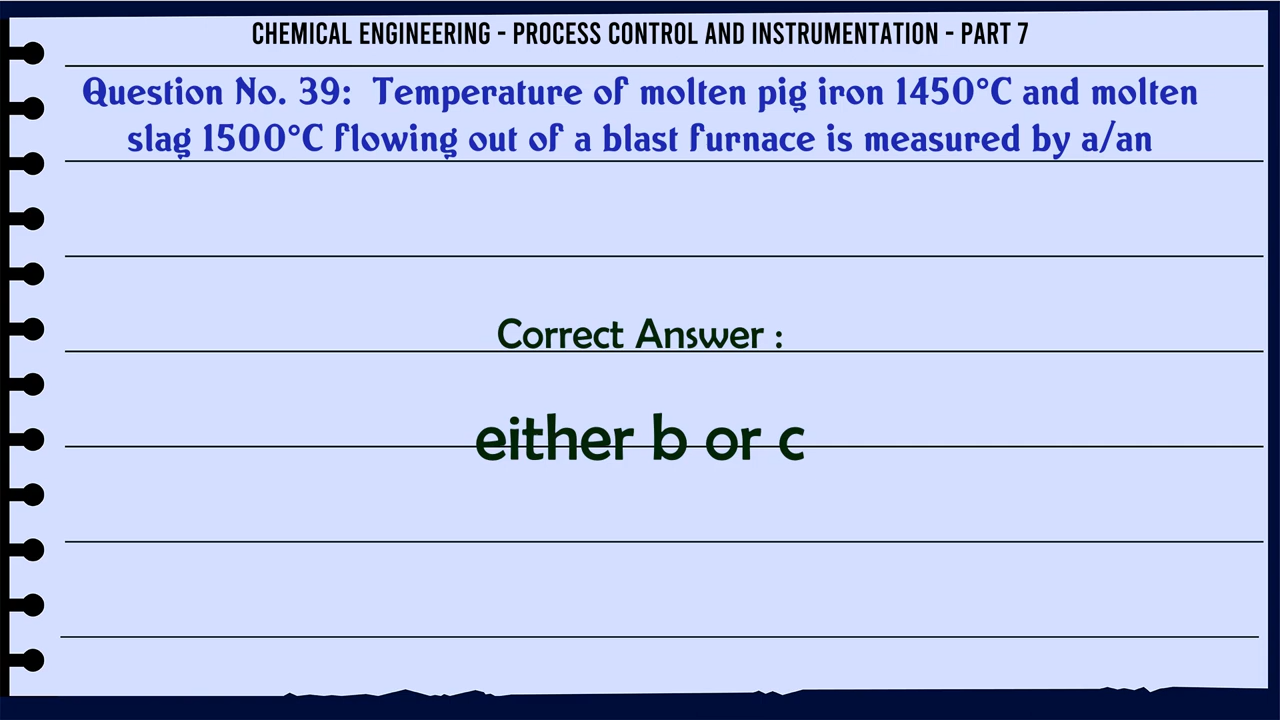 CHEMICAL ENGINEERING - PROCESS CONTROL AND INSTRUMENTATION - PART 7
Question No. 39: Temperature of molten pig iron 1450°C and molten
slag 1500°C flowing out of a blast furnace is measured by a/an
Correct Answer :
either b or c